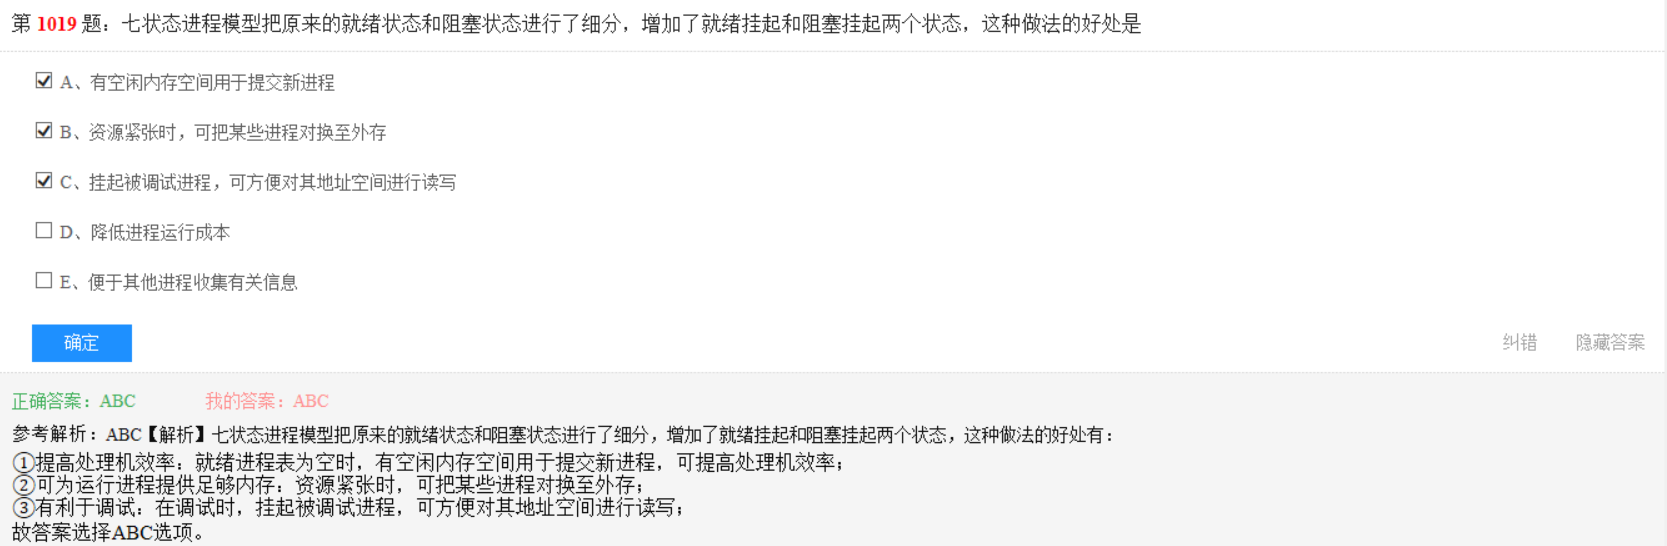 第 1019 题：七状态进程模型把原来的就绪状态和阻塞状态进行了细分，增加了就绪挂起和阻塞挂起两个状态，这种做法的好处是
A、有空闲内存空间用于提交新进程
B、资源紧张时，可把某些进程对换至外存
C、挂起被调试进程，可方便对其地址空间进行读写
D、降低进程运行成本
E、便于其他进程收集有关信息
确定 纠错 隐藏答案
正确答案：ABC 我的答案：ABC
参考解析：ABC【解析】七状态进程模型把原来的就绪状态和阻塞状态进行了细分，增加了就绪挂起和阻塞挂起两个状态，这种做法的好处有：
①提高处理机效率：就绪进程表为空时，有空闲内存空间用于提交新进程，可提高处理机效率；
②可为运行进程提供足够内存：资源紧张时，可把某些进程对换至外存；
③有利于调试：在调试时，挂起被调试进程，可方便对其地址空间进行读写；
故答案选择ABC选项。